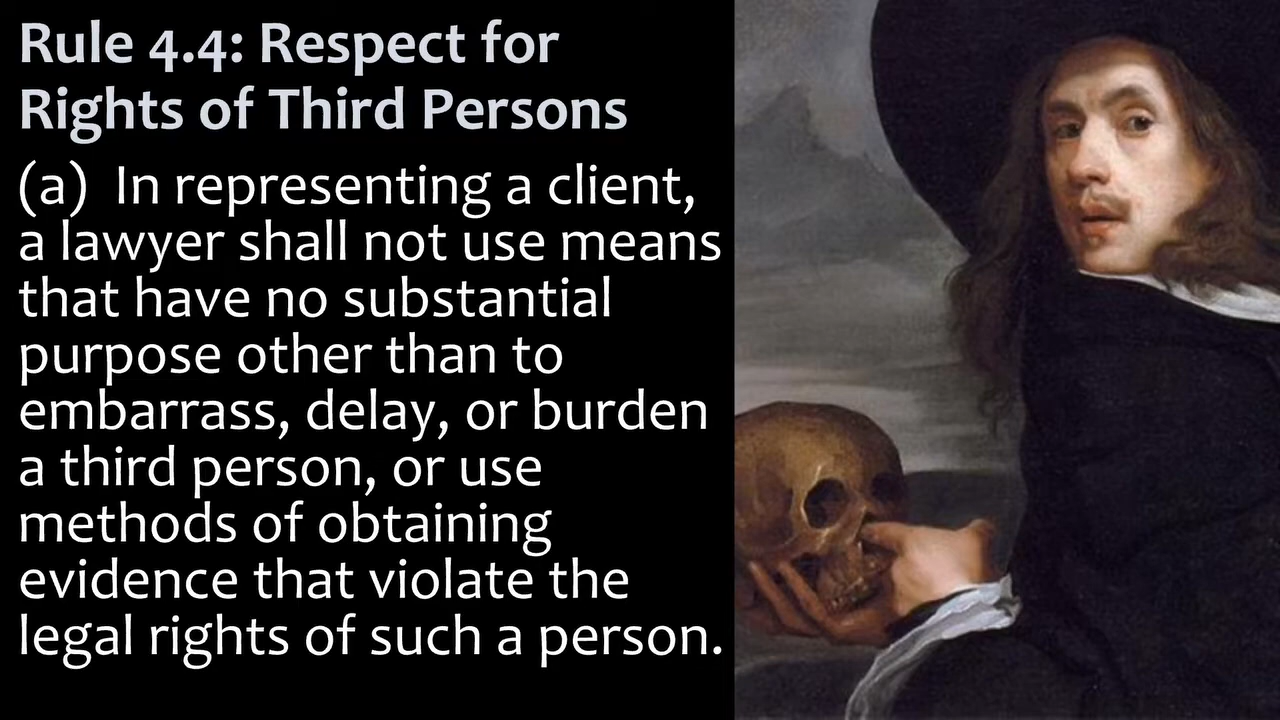 Rule 4.4: Respect for
Rights of Third Persons
(a) In representing a client,
a lawyer shall not use means
that have no substantial
purpose other than to
embarrass, delay, or burden
a third person, or use
methods of obtaining
evidence that violate the
legal rights of such a person.